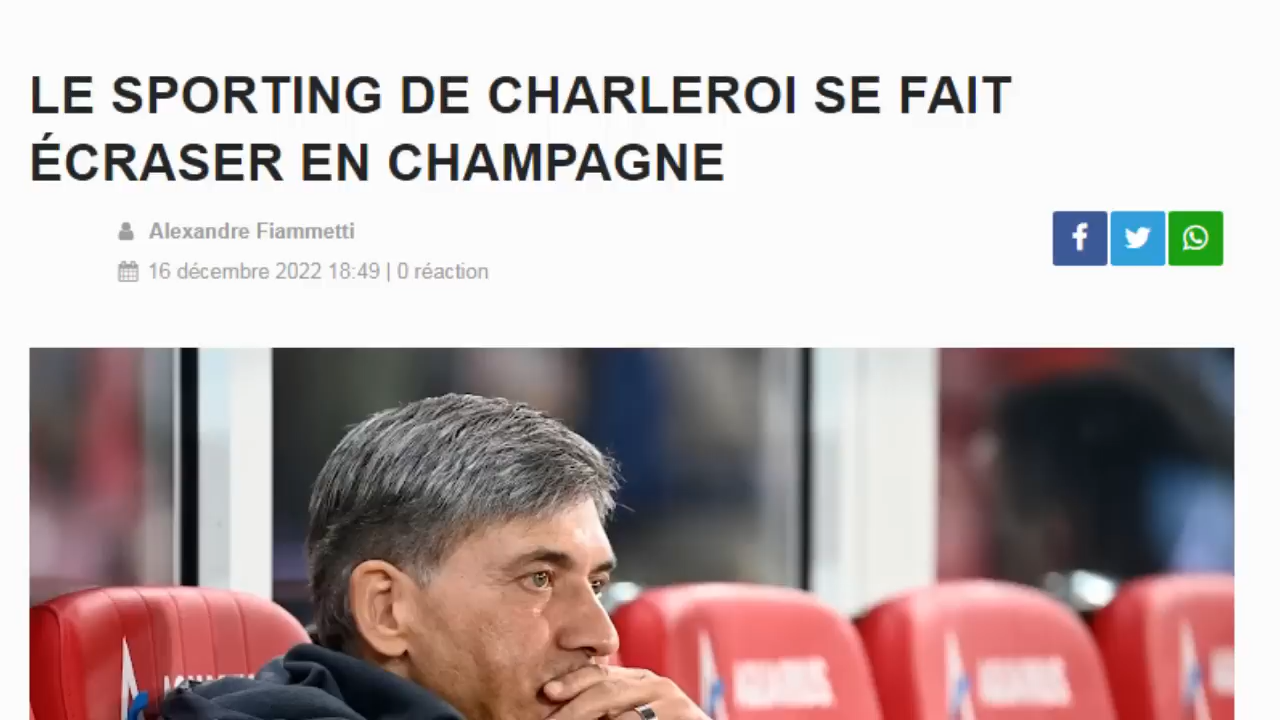 LE SPORTING DE CHARLEROI SE FAIT
ÉCRASER EN CHAMPAGNE
Alexandre Fiammetti
16 décembre 2022 18:49 | 0 réaction